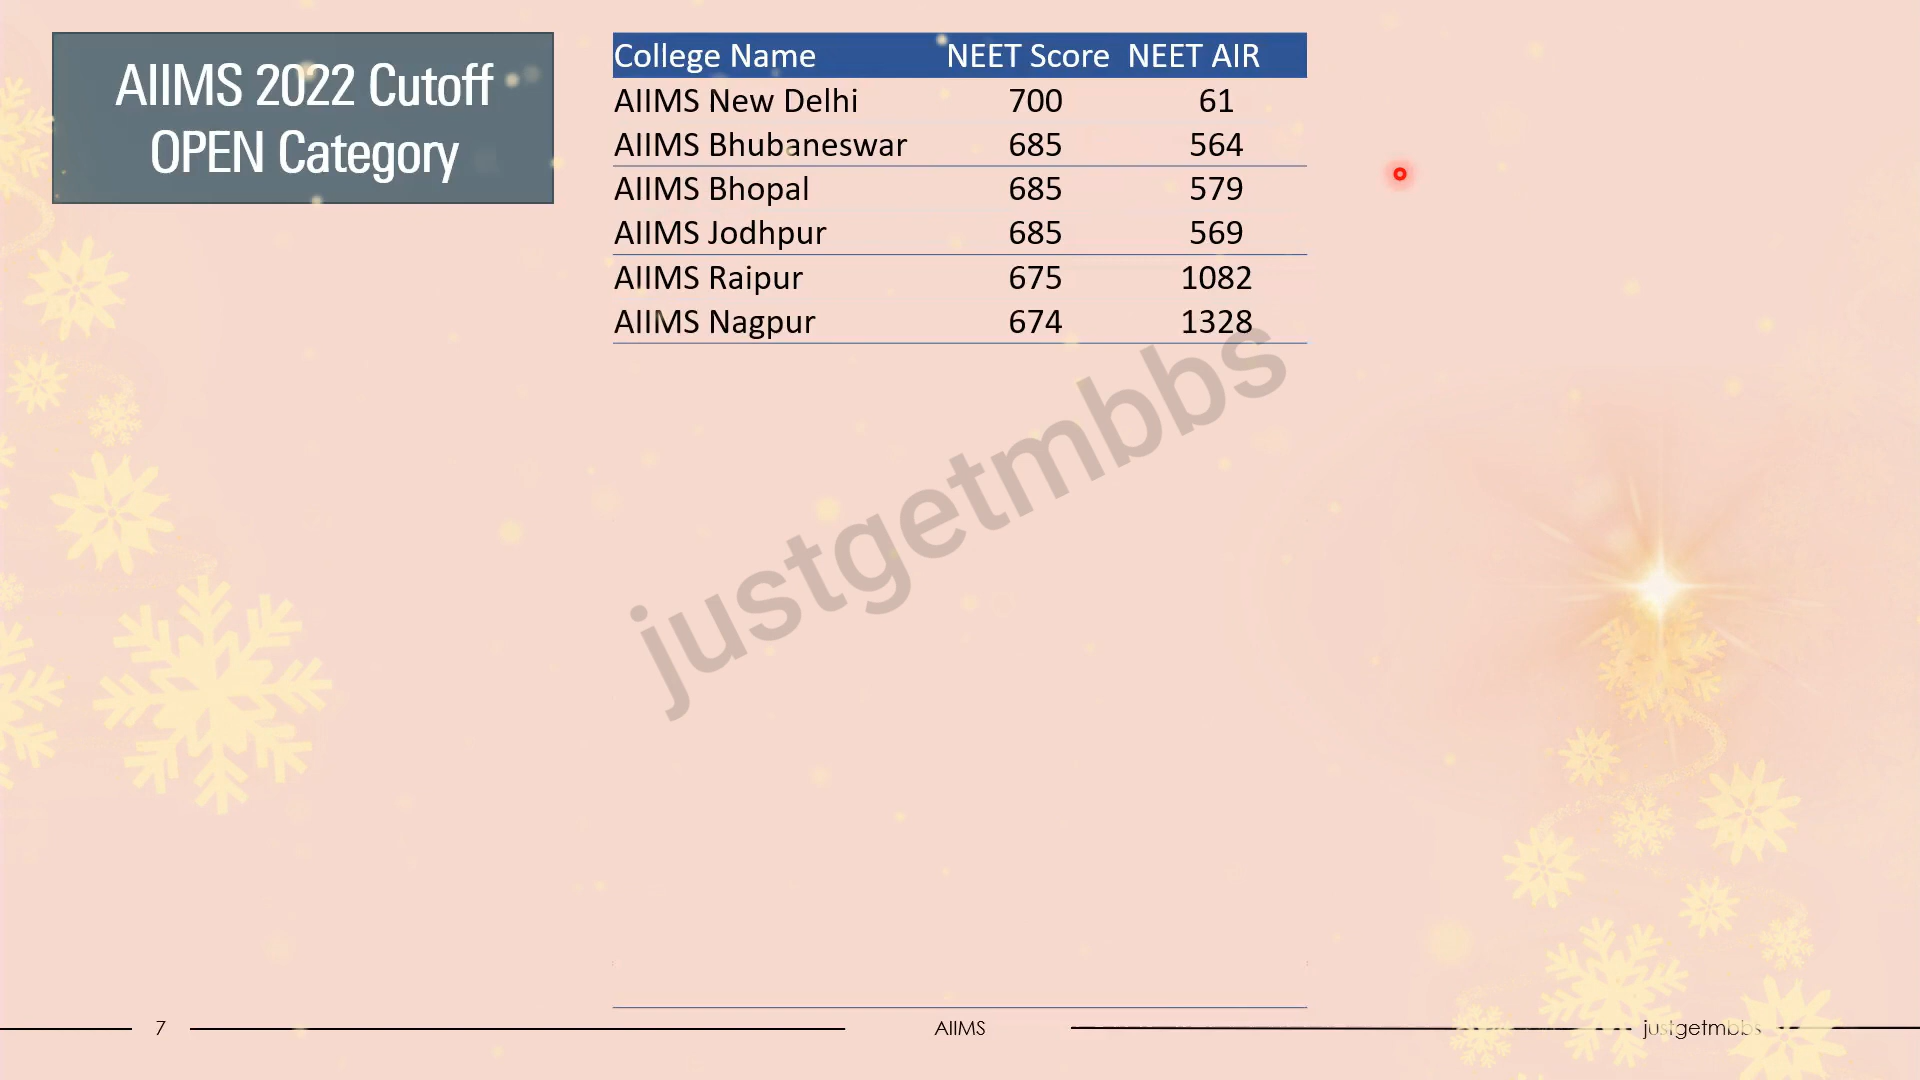 AIIMS 2022 Cutoff
OPEN Category
College Name NEET Score NEET AIR
AIIMS New Delhi 700 61
AIIMS Bhubaneswar 685 564
AIIMS Bhopal 685 579
AIIMS Jodhpur 685 569
AIIMS Raipur 675 1082
AIIMS Nagpur 674 1328
justgetmbbs
7 AIIMS justgetmbbs